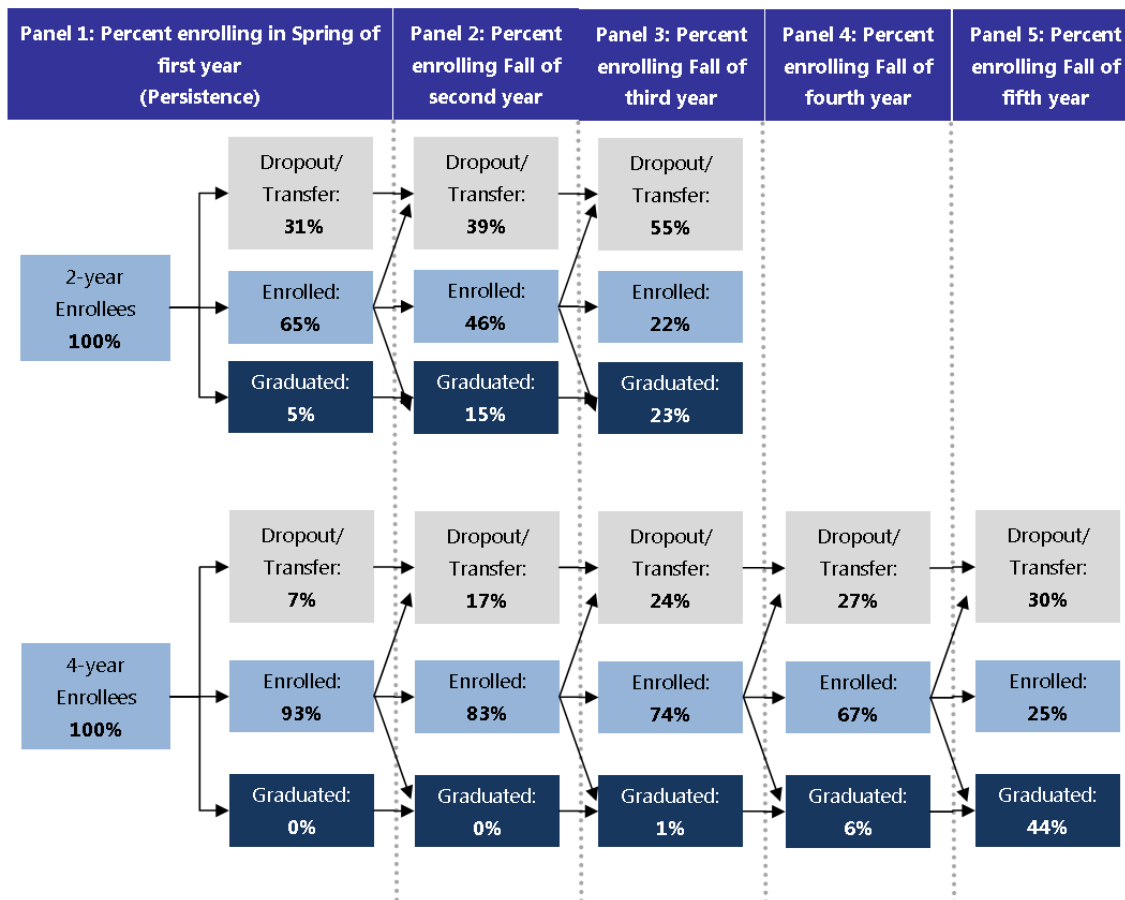 Panel 1: Percent enrolling in Spring of
first year
(Persistence)
Panel 2: Percent
enrolling Fall of
second year
Panel 3: Percent
enrolling Fall of
third year
Panel 4: Percent
enrolling Fall of
fourth year
Panel 5: Percent
enrolling Fall of
fifth year
2-year
Enrollees
100%
Dropout/
Transfer:
31%
Dropout/
Transfer:
39%
Dropout/
Transfer:
55%
Enrolled:
65%
Enrolled:
46%
Enrolled:
22%
Graduated:
5%
Graduated:
15%
Graduated:
23%
4-year
Enrollees
100%
Dropout/
Transfer:
7%
Dropout/
Transfer:
17%
Dropout/
Transfer:
24%
Dropout/
Transfer:
27%
Dropout/
Transfer:
30%
Enrolled:
93%
Enrolled:
83%
Enrolled:
74%
Enrolled:
67%
Enrolled:
25%
Graduated:
0%
Graduated:
0%
Graduated:
1%
Graduated:
6%
Graduated:
44%